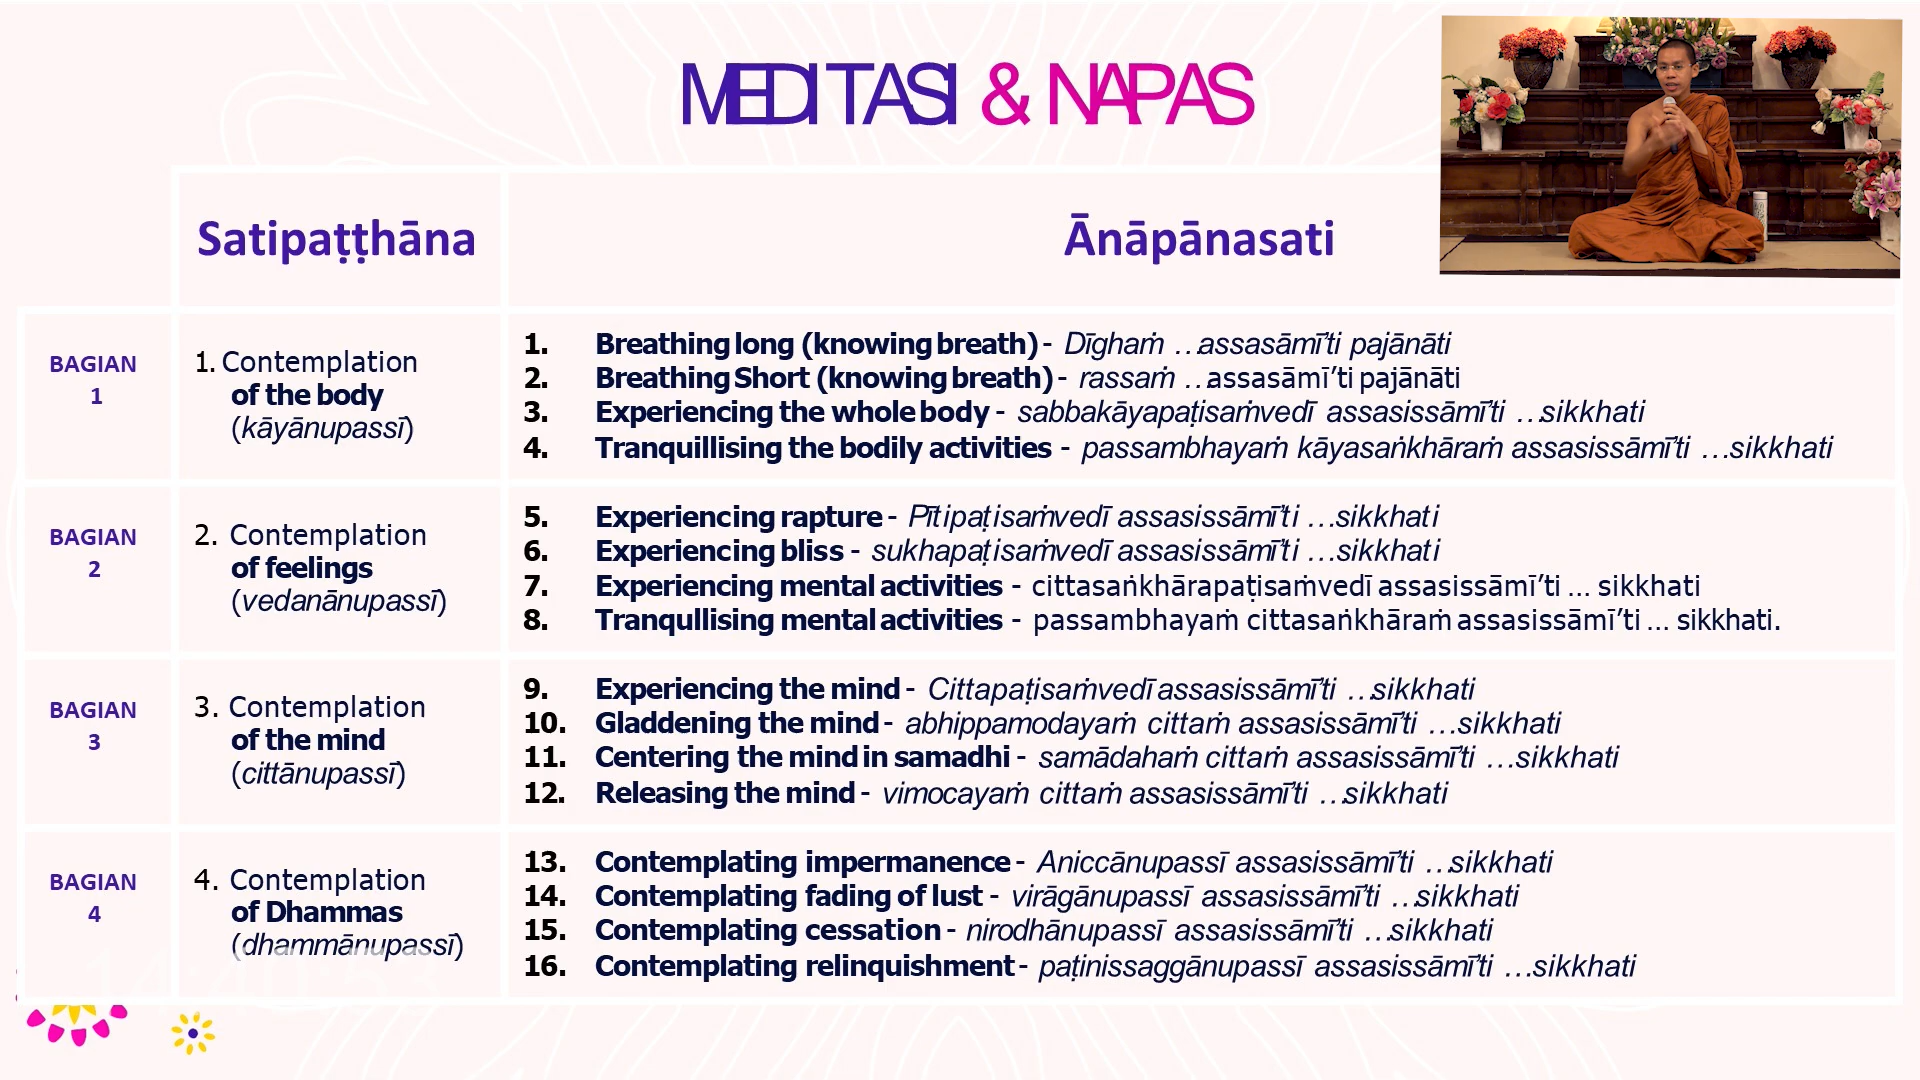 MEDITASI & NAPAS
Satipaṭṭhāna
Ānāpānasati
BAGIAN
1
1. Contemplation
of the body
(kāyānupassī)
1. Breathing long (knowing breath) - Dīghaṁ …assasāmī’ti pajānāti
2. Breathing Short (knowing breath) - rassaṁ …assasāmī’ti pajānāti
3. Experiencing the whole body - sabbakāyapaṭisaṁvedī assasissāmī’ti …sikkhati
4. Tranquillising the bodily activities - passambhayaṁ kāyasaṅkhāraṁ assasissāmī’ti …sikkhati
BAGIAN
2
2. Contemplation
of feelings
(vedanānupassī)
5. Experiencing rapture - Pītipaṭisaṁvedī assasissāmī’ti …sikkhati
6. Experiencing bliss - sukhapaṭisaṁvedī assasissāmī’ti …sikkhati
7. Experiencing mental activities - cittasaṅkhārapaṭisaṁvedī assasissāmī’ti … sikkhati
8. Tranqullising mental activities - passambhayaṁ cittasaṅkhāraṁ assasissāmī’ti … sikkhati.
BAGIAN
3
3. Contemplation
of the mind
(cittānupassī)
9. Experiencing the mind - Cittapaṭisaṁvedī assasissāmī’ti …sikkhati
10. Gladdening the mind - abhippamodayaṁ cittaṁ assasissāmī’ti …sikkhati
11. Centering the mind in samadhi - samādahaṁ cittaṁ assasissāmī’ti …sikkhati
12. Releasing the mind - vimocayaṁ cittaṁ assasissāmī’ti …sikkhati
BAGIAN
4
4. Contemplation
of Dhammas
(dhammānupassī)
13. Contemplating impermanence - Aniccānupassī assasissāmī’ti …sikkhati
14. Contemplating fading of lust - virāgānupassī assasissāmī’ti …sikkhati
15. Contemplating cessation - nirodhānupassī assasissāmī’ti …sikkhati
16. Contemplating relinquishment - paṭinissaggānupassī assasissāmī’ti …sikkhati